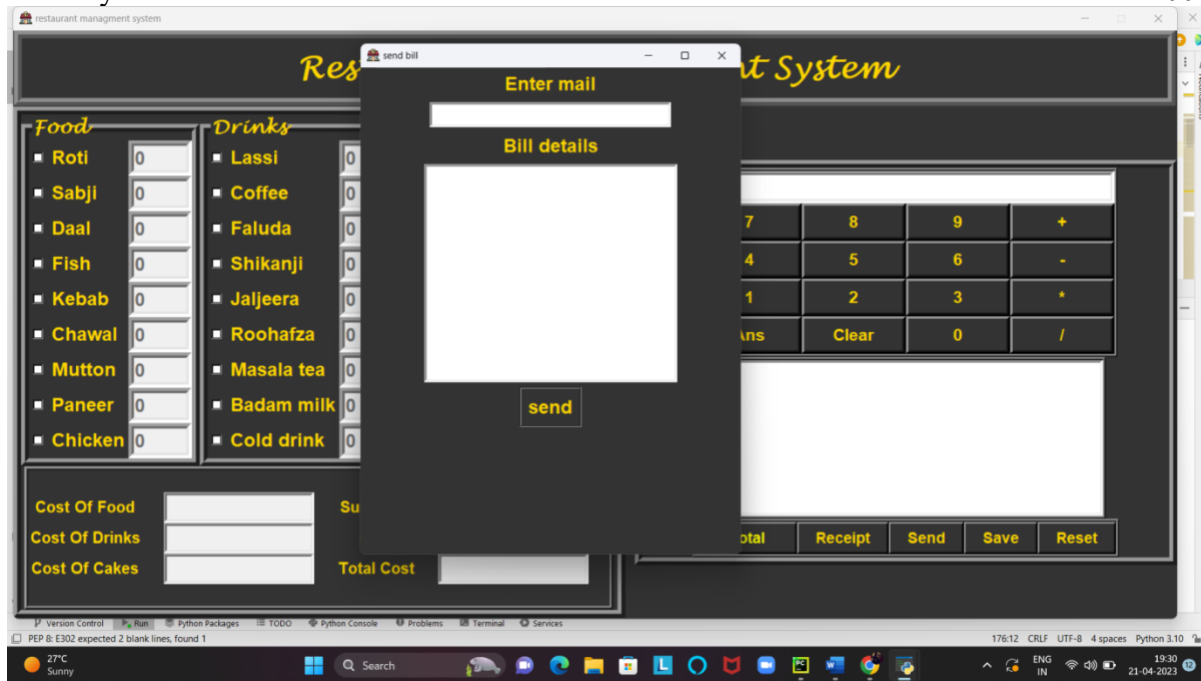 restaurant managment system
send bill
Res
nt System
Enter mail
Bill details
send
Food
Roti 0
Sabji 0
Daal 0
Fish 0
Kebab 0
Chawal 0
Mutton 0
Paneer 0
Chicken 0
Drinks
Lassi 0
Coffee 0
Faluda 0
Shikanji 0
Jaljeera 0
Roohafza 0
Masala tea 0
Badam milk 0
Cold drink 0
7 8 9 +
4 5 6 -
1 2 3 *
Ans Clear 0 /
Cost Of Food
Su
Cost Of Drinks
Cost Of Cakes
Total Cost
otal Receipt Send Save Reset
Version Control Run Python Packages TODO Python Console Problems Terminal Services
PEP 8: E302 expected 2 blank lines, found 1
176:12 CRLF UTF-8 4 spaces Python 3.10
27°C
Sunny
Search
ENG
IN
19:30
21-04-2023
12